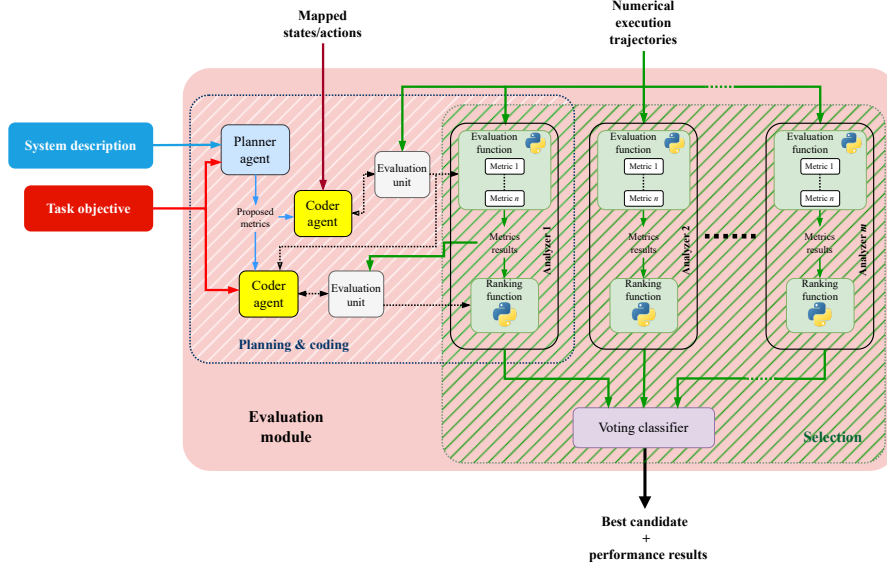 Mapped
states/actions
Numerical
execution
trajectories
System description
Task objective
Planner
agent
Proposed
metrics
Coder
agent
Evaluation
unit
Coder
agent
Evaluation
unit
Planning & coding
Evaluation
function
Metric 1
Metric n
Metrics
results
Ranking
function
Analyzer 1
Evaluation
function
Metric 1
Metric n
Metrics
results
Ranking
function
Analyzer 2
Evaluation
function
Metric 1
Metric n
Metrics
results
Ranking
function
Analyzer m
Evaluation
module
Voting classifier
Selection
Best candidate
+
performance results